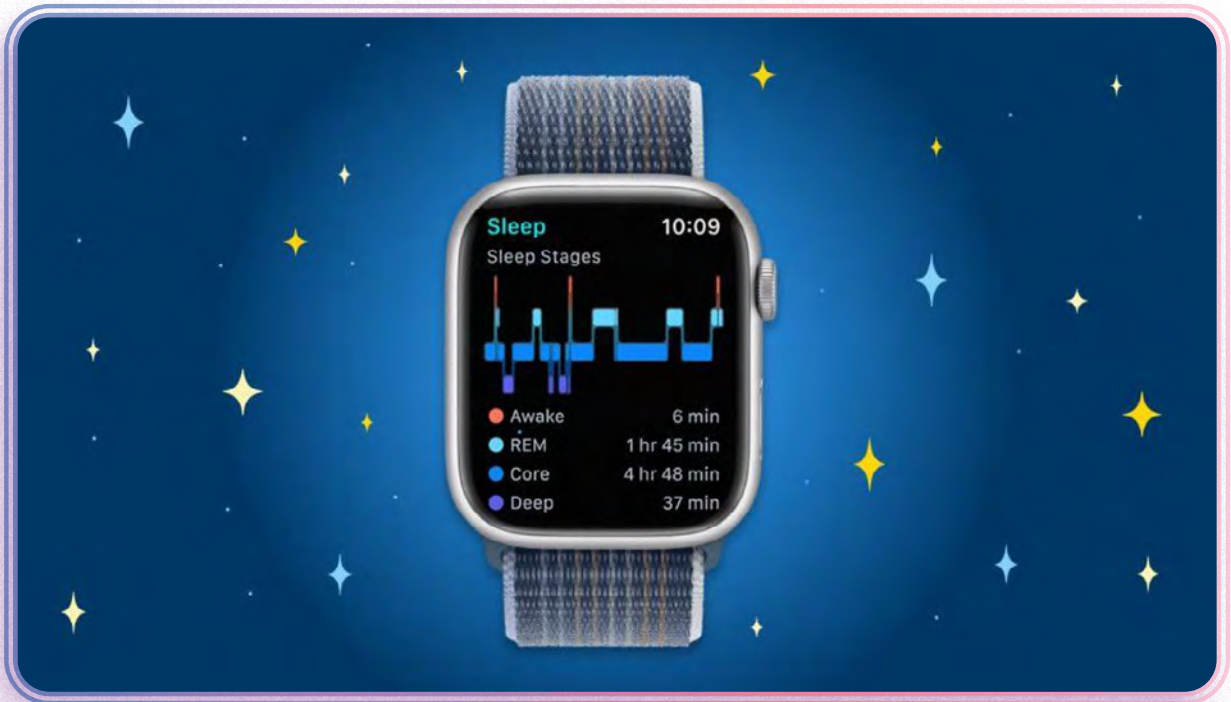 Sleep 10:09
Sleep Stages
Awake 6 min
REM 1 hr 45 min
Core 4 hr 48 min
Deep 37 min